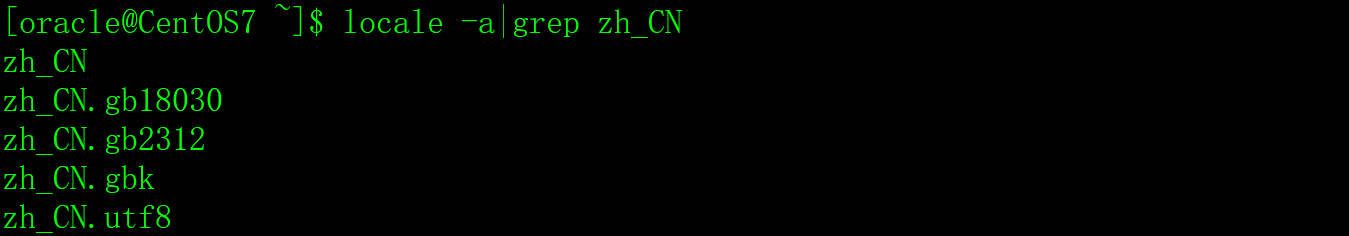 [oracle@CentOS7 ~]$ locale -a|grep zh_CN
zh_CN
zh_CN.gb18030
zh_CN.gb2312
zh_CN.gbk
zh_CN.utf8